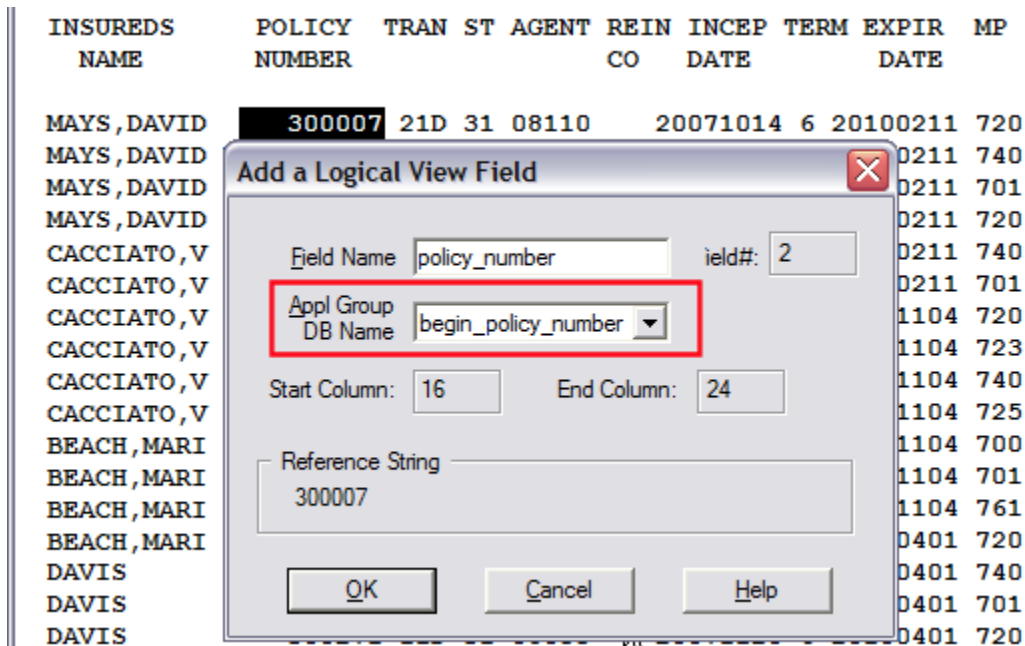 INSUREDS POLICY TRAN ST AGENT REIN INCEP TERM EXPIR MP
NAME NUMBER CO DATE DATE
MAYS,DAVID 300007 21D 31 08110 20071014 6 20100211 720
MAYS,DAVID 0211 740
Add a Logical View Field
MAYS,DAVID 0211 701
MAYS,DAVID 0211 720
CACCIATO,V 0211 740
Field Name policy_number ield#: 2
CACCIATO,V 0211 701
CACCIATO,V 1104 720
Appl Group
DB Name begin_policy_number
CACCIATO,V 1104 723
CACCIATO,V 1104 740
Start Column: 16 End Column: 24
CACCIATO,V 1104 725
BEACH,MARI 1104 700
Reference String
BEACH,MARI 1104 701
300007
BEACH,MARI 1104 761
BEACH,MARI 0401 720
DAVIS 0401 740
OK Cancel Help
DAVIS 0401 701
DAVIS 0401 720